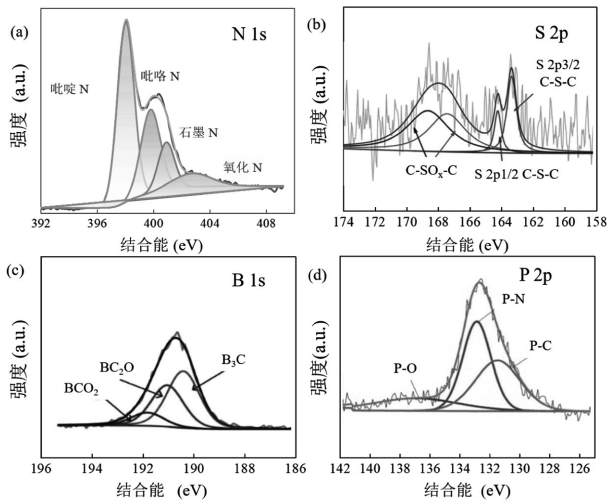 (a)
N 1s
吡啶 N
吡咯 N
石墨 N
氧化 N
强度 (a.u.)
392 396 400 404 408
结合能 (eV)
(b)
S 2p
S 2p3/2
C-S-C
C-SOₓ-C
S 2p1/2 C-S-C
强度 (a.u.)
174 172 170 168 166 164 162 160 158
结合能 (eV)
(c)
B 1s
BC₂O
B₃C
BCO₂
强度 (a.u.)
196 194 192 190 188 186
结合能 (eV)
(d)
P 2p
P-N
P-C
P-O
强度 (a.u.)
142 140 138 136 134 132 130 128 126
结合能 (eV)